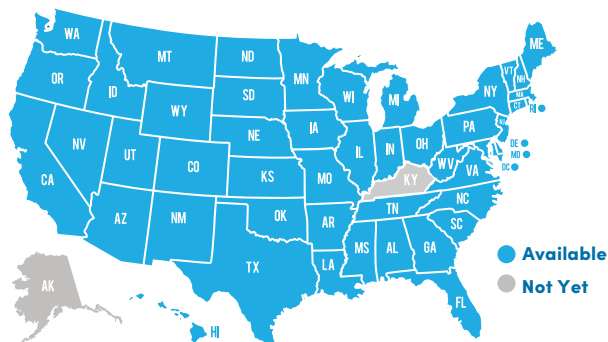 WA
MT
ND
MN
ME
VT
NH
OR
ID
SD
WI
MI
NY
MA
CT
RI
WY
IA
PA
NJ
NE
NV
UT
CO
IL
IN
OH
DE
MD
WV
VA
DC
CA
KS
MO
KY
NC
AZ
NM
OK
AR
TN
SC
MS
AL
GA
TX
LA
Available
AK
Not Yet
FL
HI